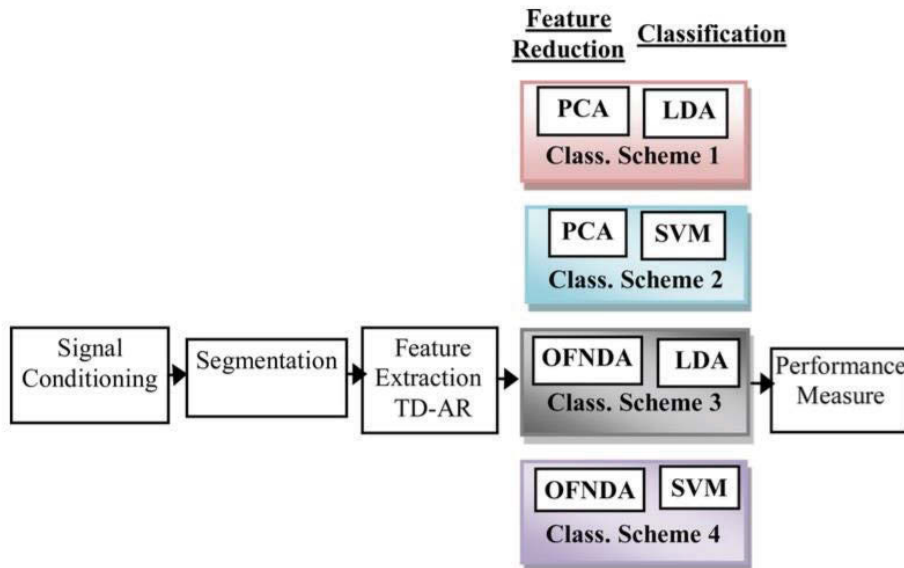 Feature
Reduction
Classification
PCA
LDA
Class. Scheme 1
PCA
SVM
Class. Scheme 2
Signal
Conditioning
Segmentation
Feature
Extraction
TD-AR
OFNDA
LDA
Class. Scheme 3
Performance
Measure
OFNDA
SVM
Class. Scheme 4